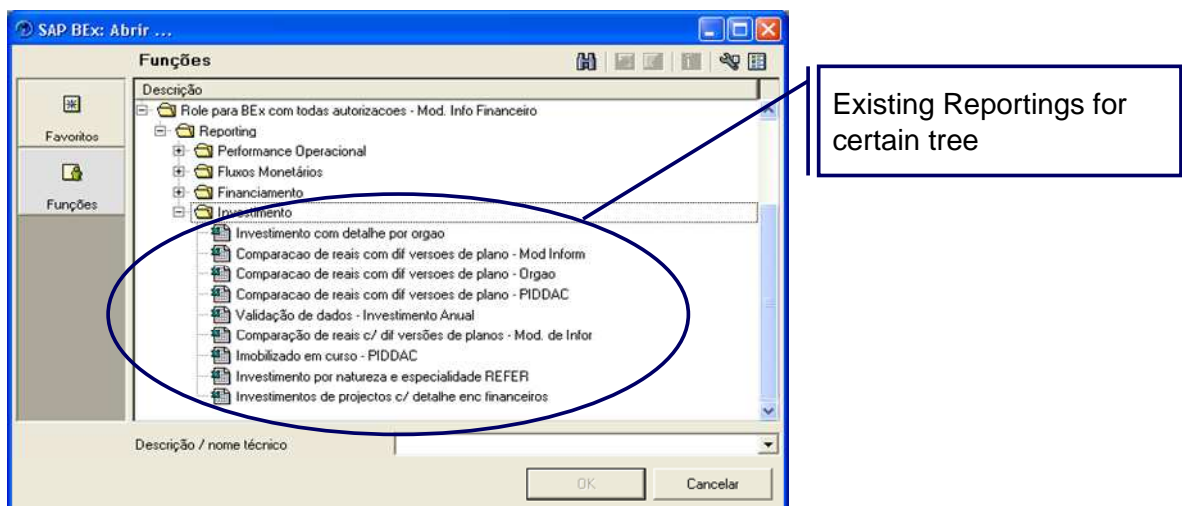 SAP BEx: Abrir ...
Funções
Favoritos
Funções
Descrição
Role para BEx com todas autorizacoes - Mod. Info Financeiro
Reporting
Performance Operacional
Fluxos Monetários
Financiamento
Investimento
Investimento com detalhe por orgao
Comparacao de reais com dif versoes de plano - Mod Inform
Comparacao de reais com dif versoes de plano - Orgao
Comparacao de reais com dif versoes de plano - PIDDAC
Validação de dados - Investimento Anual
Comparação de reais c/ dif versões de planos - Mod. de Infor
Imobilizado em curso - PIDDAC
Investimento por natureza e especialidade REFER
Investimentos de projectos c/ detalhe enc financeiros
Descrição / nome técnico
OK
Cancelar
Existing Reportings for
certain tree